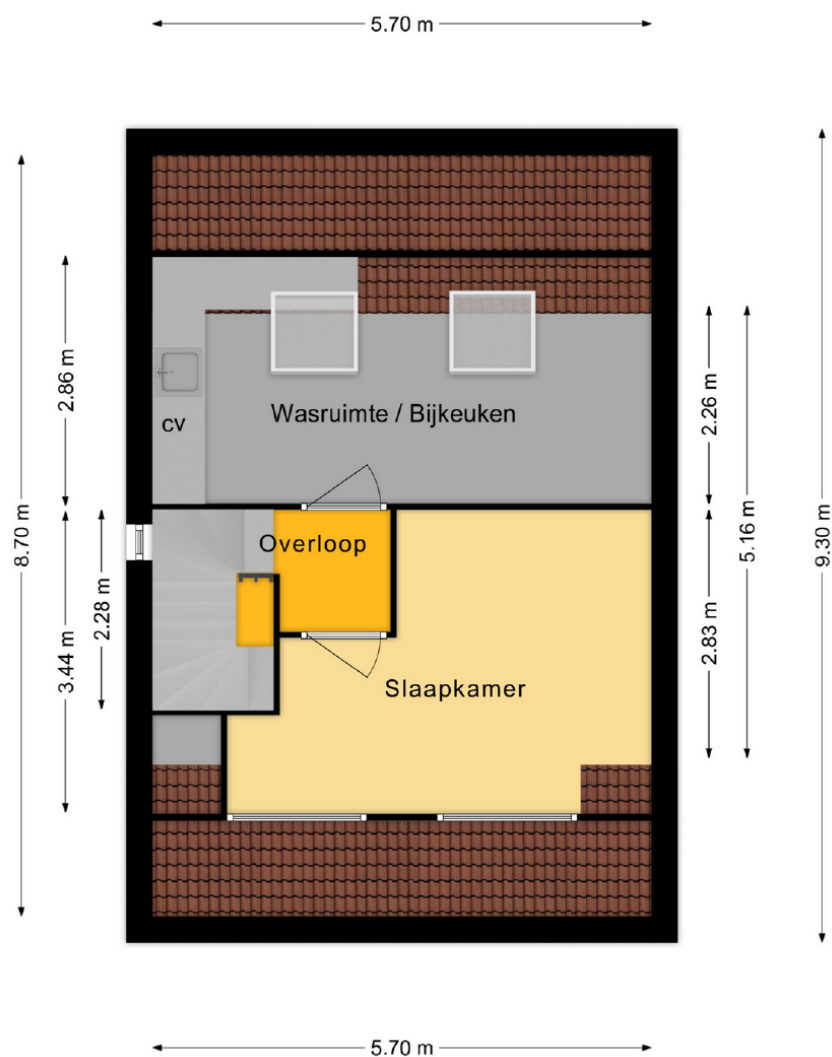 5.70 m
2.86 m
Wasruimte / Bijkeuken
cv
2.26 m
8.70 m
5.16 m
9.30 m
Overloop
2.28 m
3.44 m
2.83 m
Slaapkamer
5.70 m